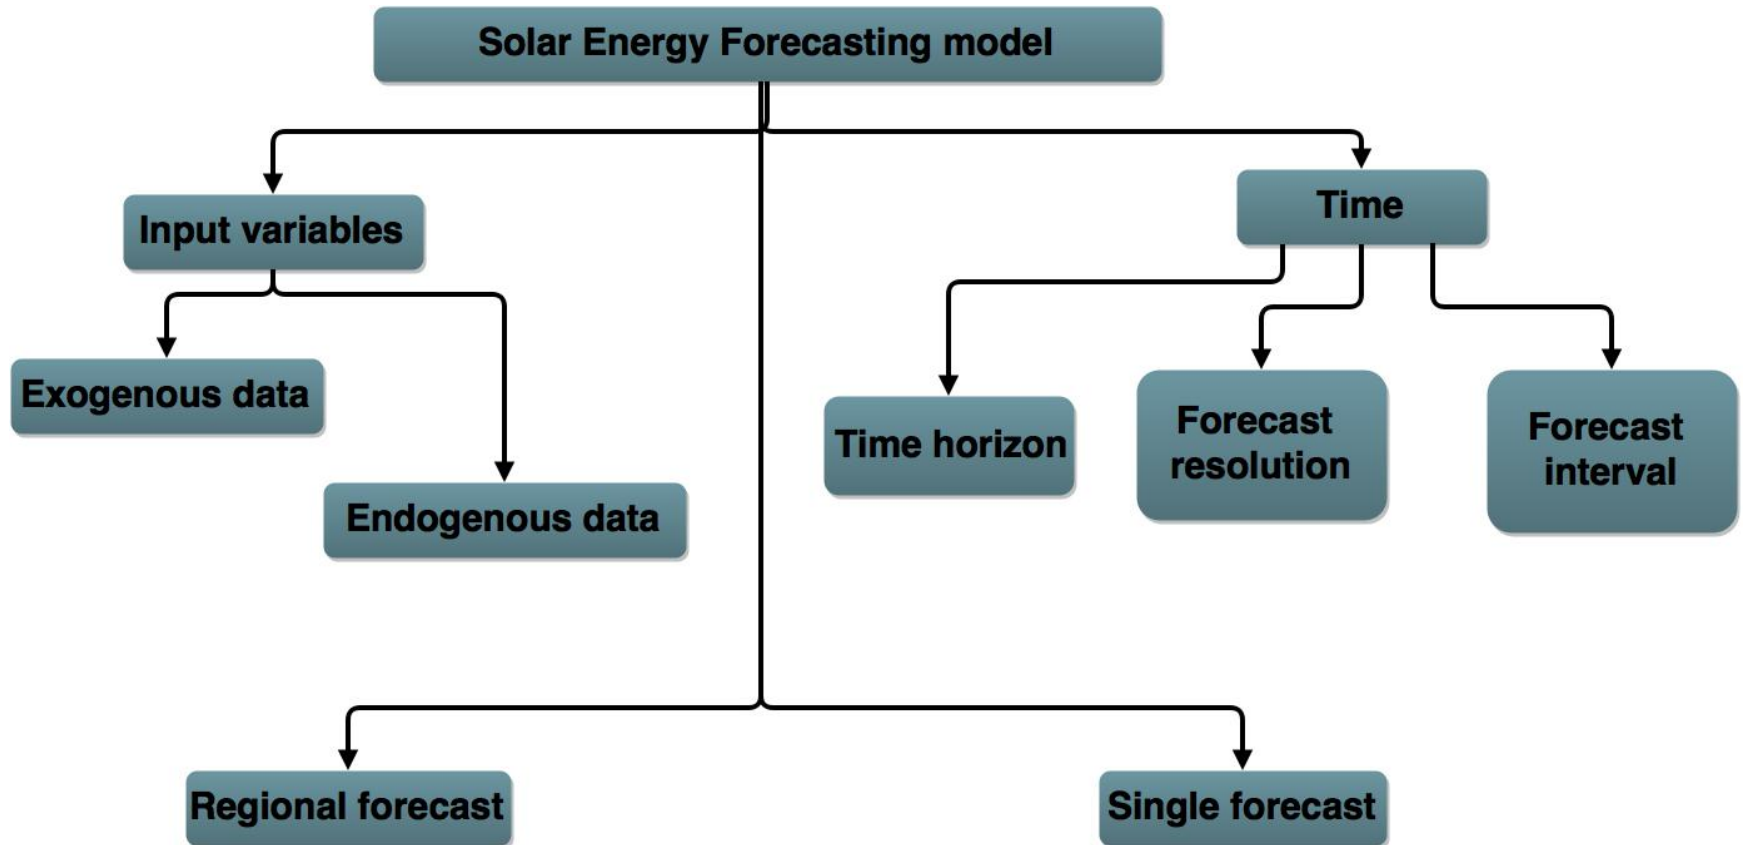 Solar Energy Forecasting model
Input variables
Time
Exogenous data
Endogenous data
Time horizon
Forecast
resolution
Forecast
interval
Regional forecast
Single forecast